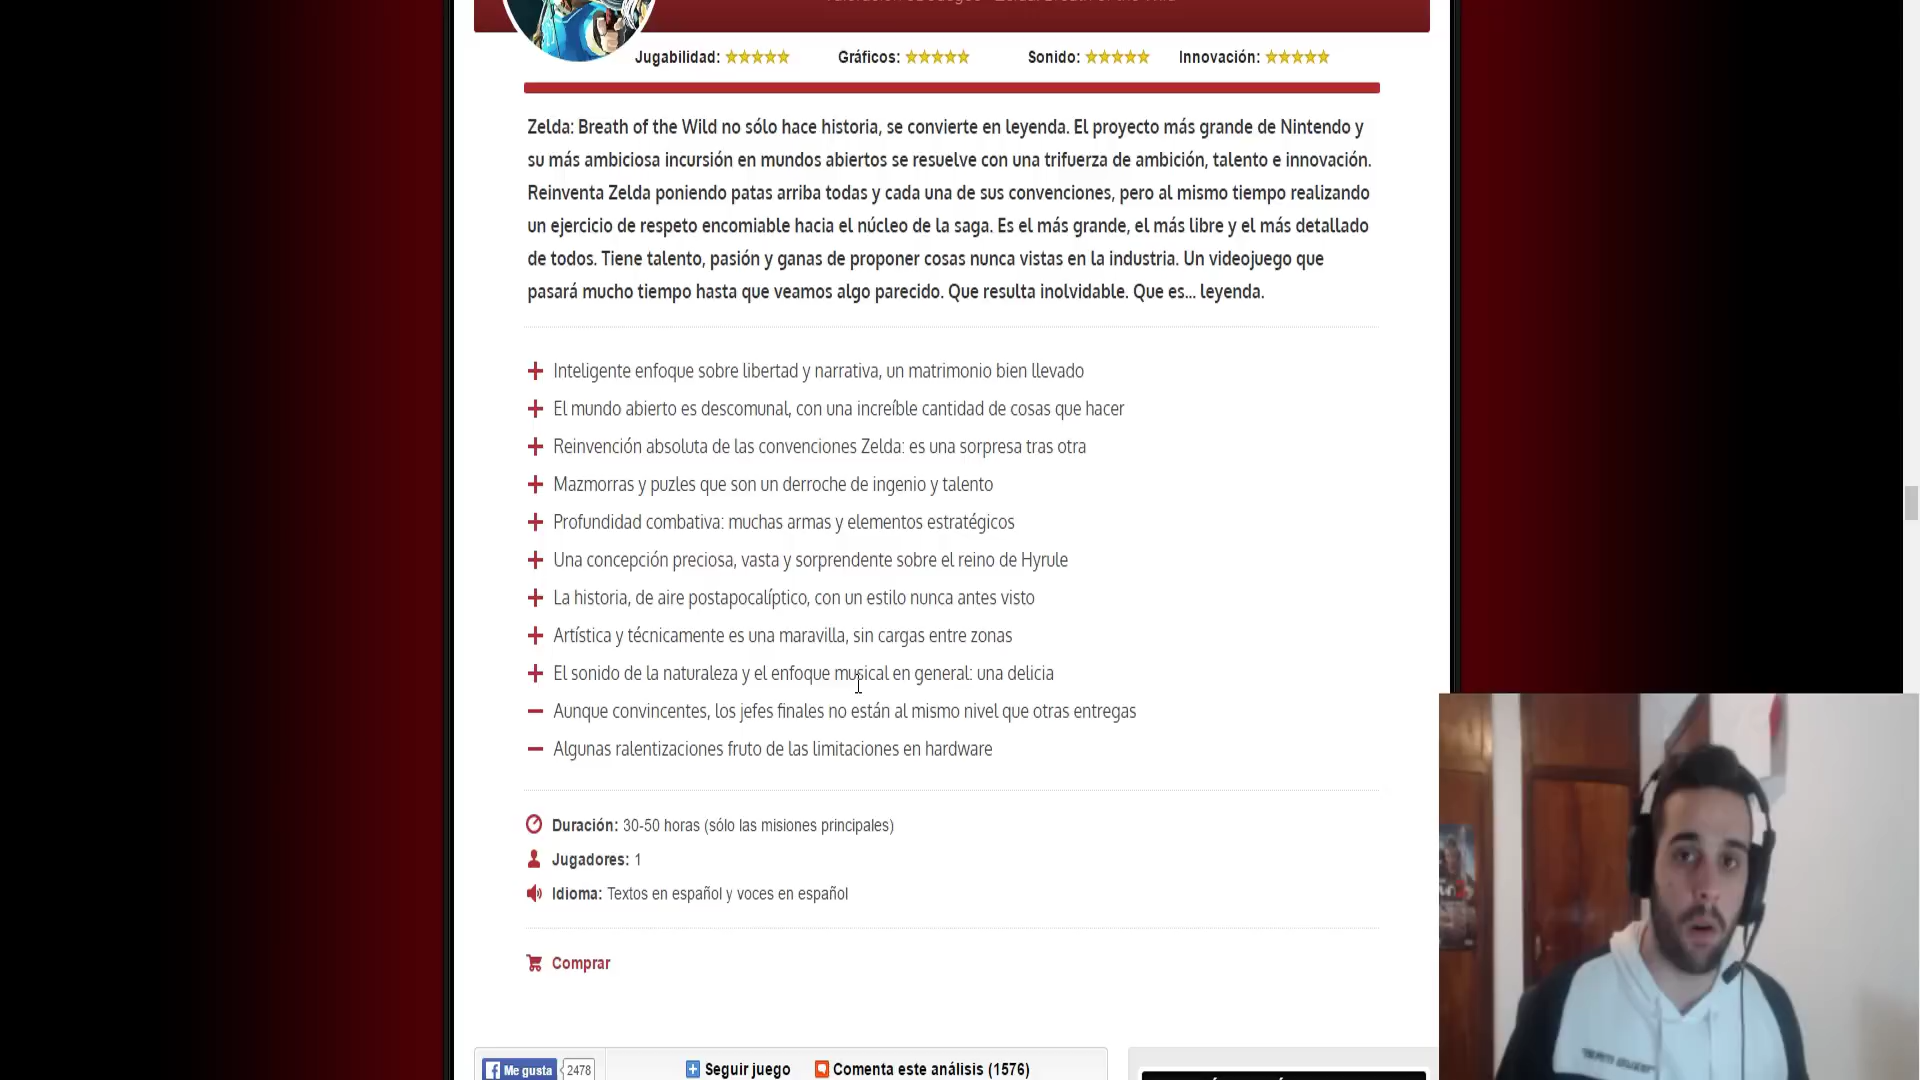 Valoración 3DJuegos - Zelda: Breath of the Wild
Jugabilidad: Gráficos: Sonido: Innovación:
Zelda: Breath of the Wild no sólo hace historia, se convierte en leyenda. El proyecto más grande de Nintendo y
su más ambiciosa incursión en mundos abiertos se resuelve con una trifuerza de ambición, talento e innovación.
Reinventa Zelda poniendo patas arriba todas y cada una de sus convenciones, pero al mismo tiempo realizando
un ejercicio de respeto encomiable hacia el núcleo de la saga. Es el más grande, el más libre y el más detallado
de todos. Tiene talento, pasión y ganas de proponer cosas nunca vistas en la industria. Un videojuego que
pasará mucho tiempo hasta que veamos algo parecido. Que resulta inolvidable. Que es... leyenda.
Inteligente enfoque sobre libertad y narrativa, un matrimonio bien llevado
El mundo abierto es descomunal, con una increíble cantidad de cosas que hacer
Reinvención absoluta de las convenciones Zelda: es una sorpresa tras otra
Mazmorras y puzles que son un derroche de ingenio y talento
Profundidad combativa: muchas armas y elementos estratégicos
Una concepción preciosa, vasta y sorprendente sobre el reino de Hyrule
La historia, de aire postapocalíptico, con un estilo nunca antes visto
Artística y técnicamente es una maravilla, sin cargas entre zonas
El sonido de la naturaleza y el enfoque musical en general: una delicia
Aunque convincentes, los jefes finales no están al mismo nivel que otras entregas
Algunas ralentizaciones fruto de las limitaciones en hardware
Duración: 30-50 horas (sólo las misiones principales)
Jugadores: 1
Idioma: Textos en español y voces en español
Comprar
Me gusta 2478 Seguir juego Comenta este análisis (1576)